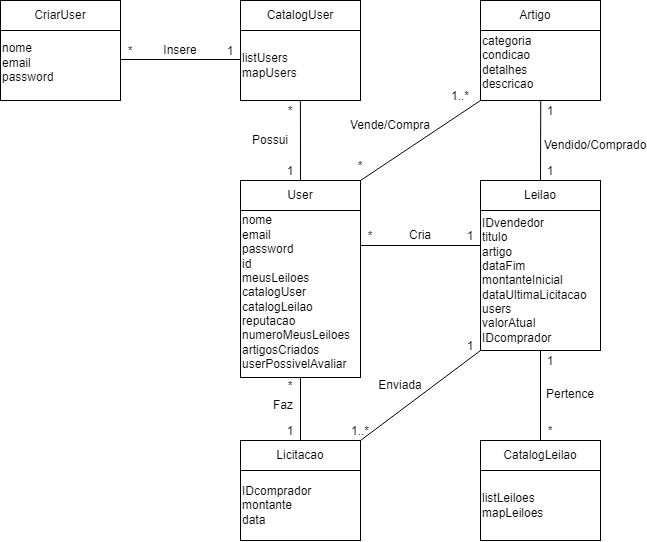 CriarUser
nome
email
password
*
Insere
1
CatalogUser
listUsers
mapUsers
Artigo
categoria
condicao
detalhes
descricao
*
Possui
1
1..*
Vende/Compra
*
1
Vendido/Comprado
1
User
nome
email
password
id
meusLeiloes
catalogUser
catalogLeilao
reputacao
numeroMeusLeiloes
artigosCriados
userPossivelAvaliar
*
Cria
1
Leilao
IDvendedor
titulo
artigo
dataFim
montanteInicial
dataUltimaLicitacao
users
valorAtual
IDcomprador
*
Faz
1
1
Enviada
1..*
1
Pertence
*
Licitacao
IDcomprador
montante
data
CatalogLeilao
listLeiloes
mapLeiloes